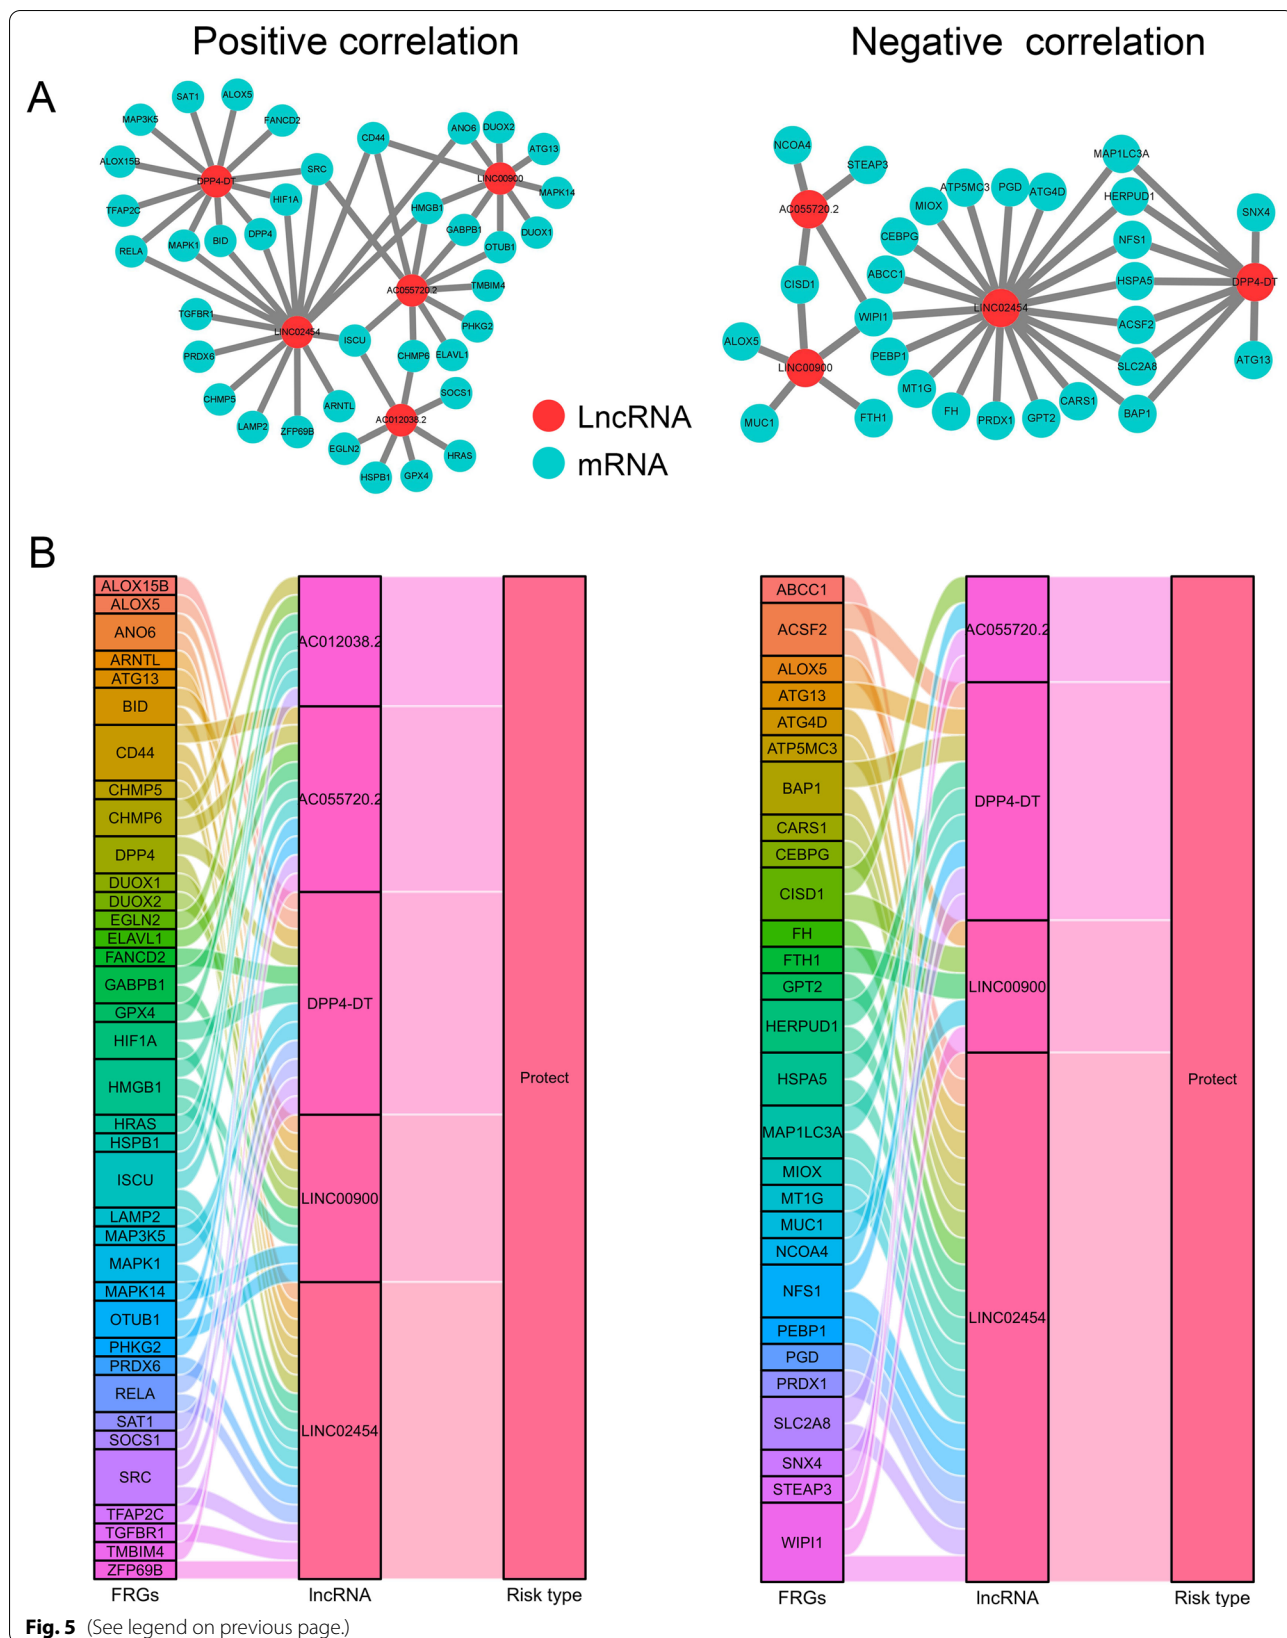 Positive correlation
Negative correlation
A
SAT1
ALOX5
MAP3K5
FANCD2
ALOX15B
SRC
DPP4-DT
TFAP2C
HIF1A
RELA
MAPK1
BID
DPP4
CD44
ANO6
DUOX2
ATG13
LINC00900
MAPK14
HMGB1
GABPB1
DUOX1
OTUB1
AC055720.2
TMBIM4
PHKG2
TGFBR1
LINC02454
ISCU
CHMP6
ELAVL1
PRDX6
CHMP5
LAMP2
ZFP69B
ARNTL
SOCS1
AC012038.2
EGLN2
HSPB1
GPX4
HRAS
LncRNA
mRNA
NCOA4
STEAP3
AC055720.2
CISD1
WIPI1
ALOX5
LINC00900
MUC1
FTH1
ATP5MC3
PGD
ATG4D
MIOX
CEBPG
ABCC1
LINC02454
PEBP1
MT1G
FH
PRDX1
GPT2
CARS1
MAP1LC3A
HERPUD1
NFS1
HSPA5
ACSF2
SLC2A8
BAP1
SNX4
DPP4-DT
ATG13
B
ALOX15B
ALOX5
ANO6
ARNTL
ATG13
BID
CD44
CHMP5
CHMP6
DPP4
DUOX1
DUOX2
EGLN2
ELAVL1
FANCD2
GABPB1
GPX4
HIF1A
HMGB1
HRAS
HSPB1
ISCU
LAMP2
MAP3K5
MAPK1
MAPK14
OTUB1
PHKG2
PRDX6
RELA
SAT1
SOCS1
SRC
TFAP2C
TGFBR1
TMBIM4
ZFP69B
AC012038.2
AC055720.2
DPP4-DT
LINC00900
LINC02454
Protect
FRGs
lncRNA
Risk type
ABCC1
ACSF2
ALOX5
ATG13
ATG4D
ATP5MC3
BAP1
CARS1
CEBPG
CISD1
FH
FTH1
GPT2
HERPUD1
HSPA5
MAP1LC3A
MIOX
MT1G
MUC1
NCOA4
NFS1
PEBP1
PGD
PRDX1
SLC2A8
SNX4
STEAP3
WIPI1
AC055720.2
DPP4-DT
LINC00900
LINC02454
Protect
FRGs
lncRNA
Risk type
Fig. 5 (See legend on previous page.)